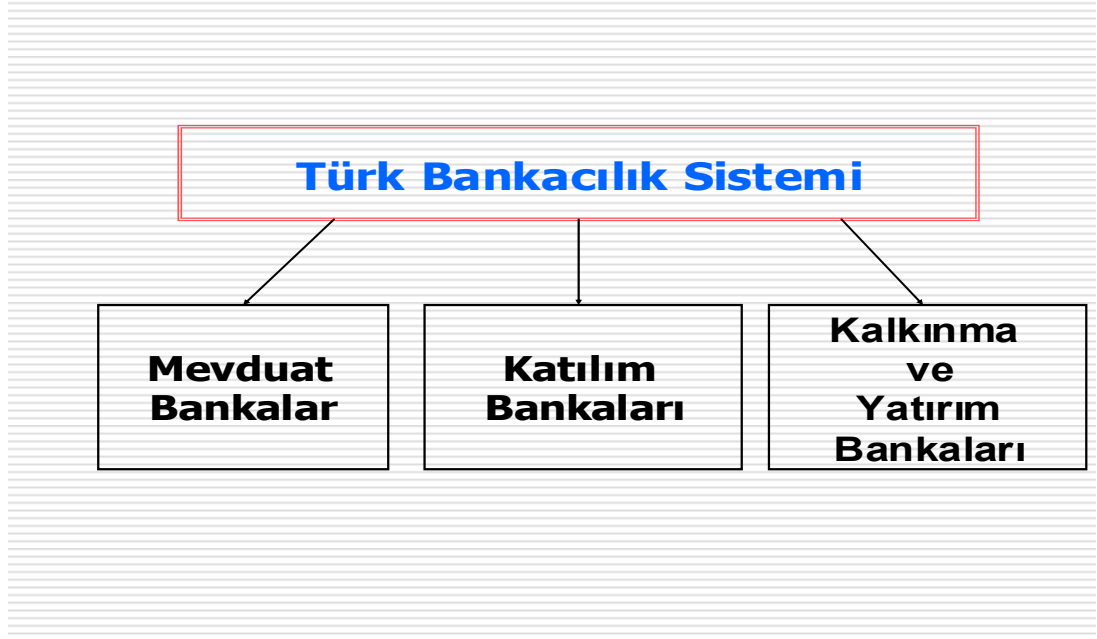 Türk Bankacılık Sistemi
Mevduat
Bankalar
Katılım
Bankaları
Kalkınma
ve
Yatırım
Bankaları